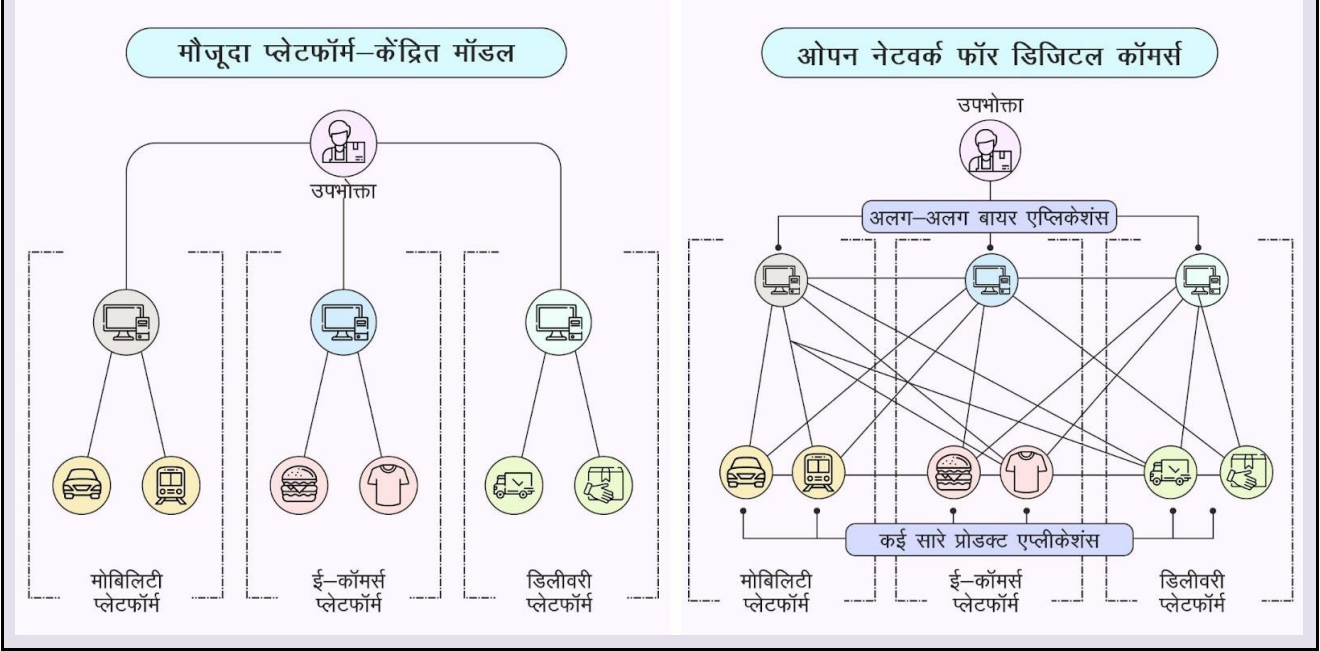 मौजूदा प्लेटफॉर्म–केंद्रित मॉडल
उपभोक्ता
मोबिलिटी
प्लेटफॉर्म
ई–कॉमर्स
प्लेटफॉर्म
डिलीवरी
प्लेटफॉर्म
ओपन नेटवर्क फॉर डिजिटल कॉमर्स
उपभोक्ता
अलग–अलग बायर एप्लिकेशंस
कई सारे प्रोडक्ट एप्लीकेशंस
मोबिलिटी
प्लेटफॉर्म
ई–कॉमर्स
प्लेटफॉर्म
डिलीवरी
प्लेटफॉर्म